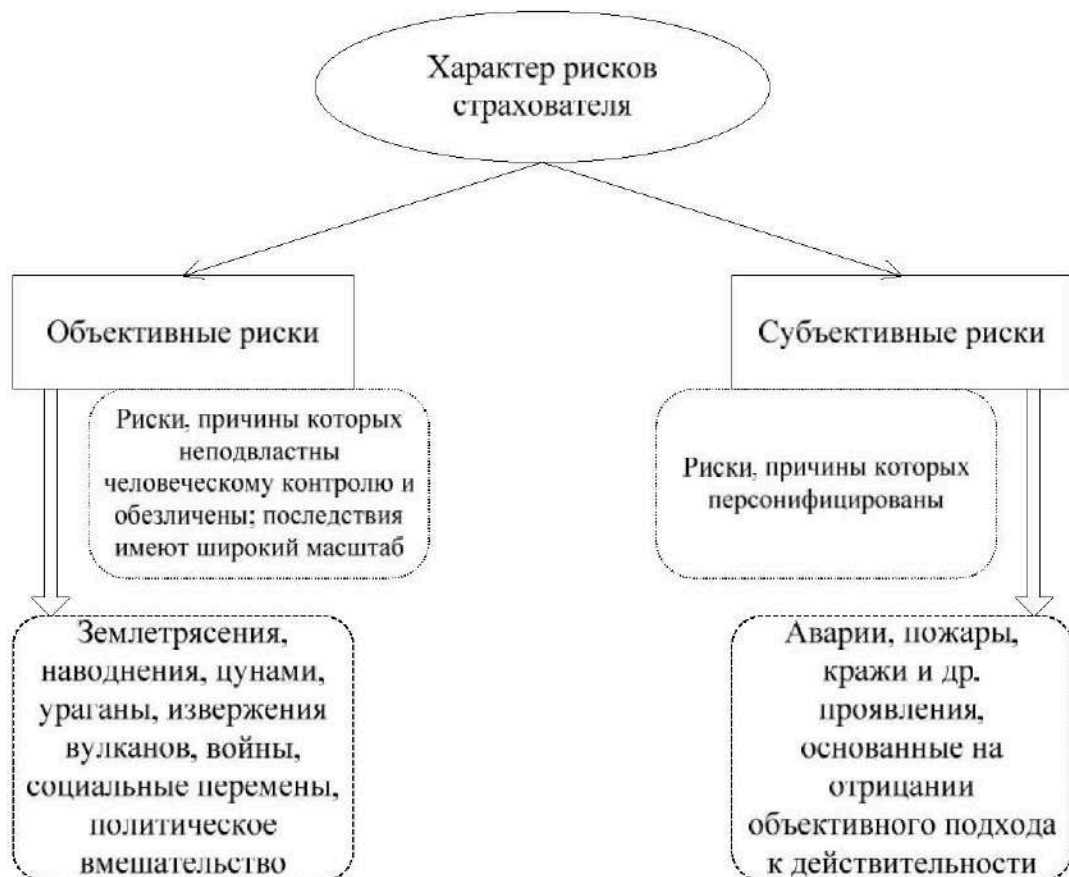 Характер рисков
страхователя
Объективные риски
Субъективные риски
Риски, причины которых
неподвластны
человеческому контролю и
обезличены; последствия
имеют широкий масштаб
Риски, причины которых
персонифицированы
Землетрясения,
наводнения, цунами,
ураганы, извержения
вулканов, войны,
социальные перемены,
политическое
вмешательство
Аварии, пожары,
кражи и др.
проявления,
основанные на
отрицании
объективного подхода
к действительности